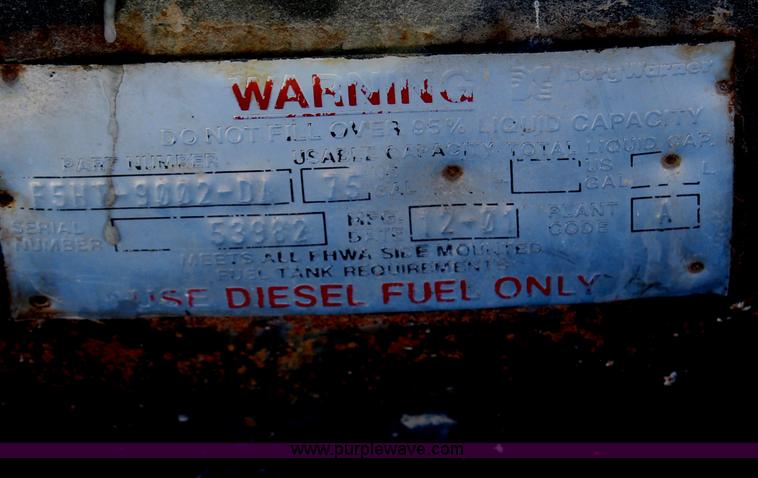 WARNING BorgWarner
DO NOT FILL OVER 95% LIQUID CAPACITY
PART NUMBER USABLE CAPACITY TOTAL LIQUID CAP.
F5HT-9002-DA 75 US GAL US GAL L
SERIAL NUMBER 53982 MFG. DATE 12-01 PLANT CODE A
MEETS ALL FHWA SIDE MOUNTED
FUEL TANK REQUIREMENTS
USE DIESEL FUEL ONLY
www.purplewave.com